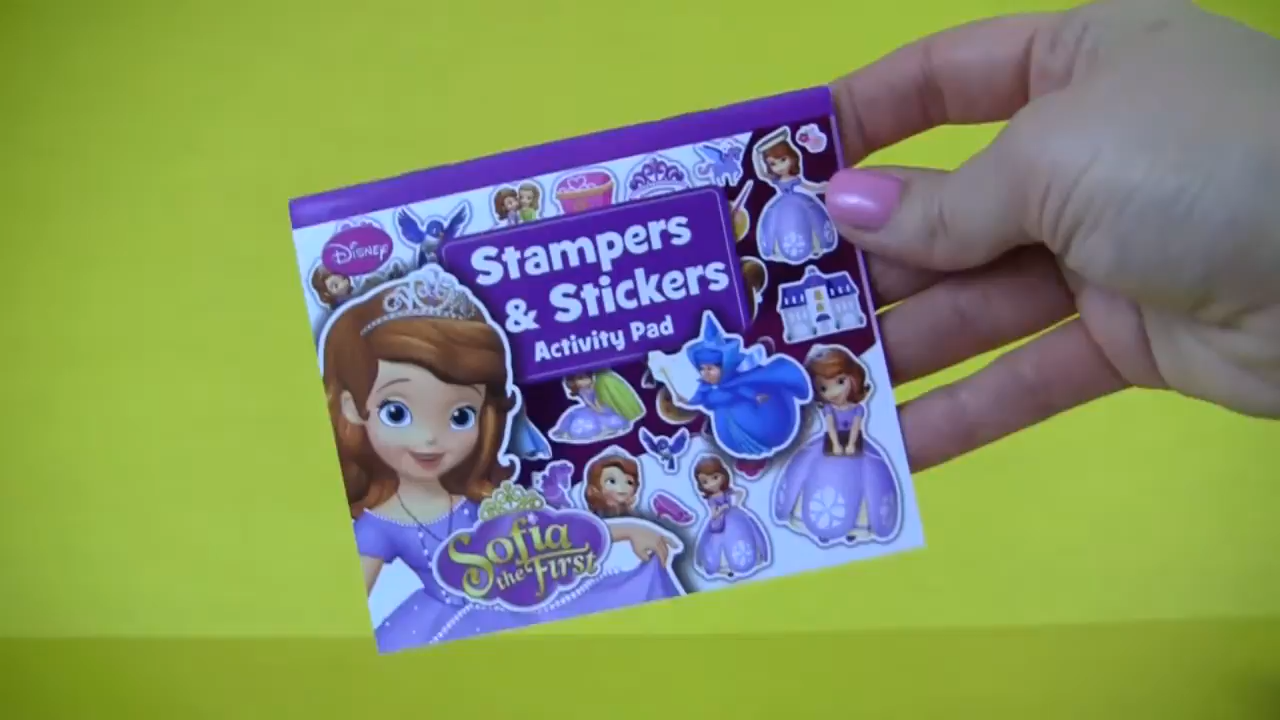 Disney
Stampers
& Stickers
Activity Pad
Sofia
the First